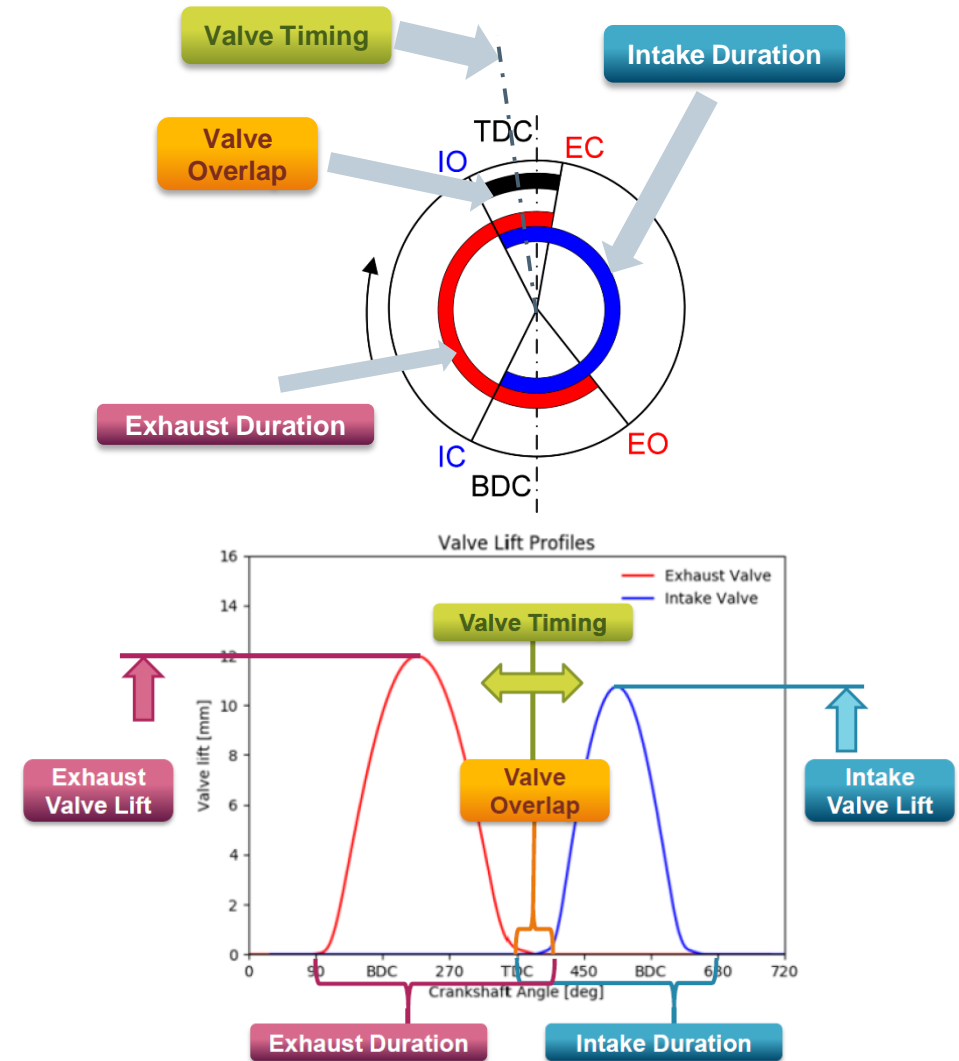 Valve Timing
Intake Duration
TDC
EC
Valve
Overlap
IO
Exhaust Duration
IC
EO
BDC
Valve Lift Profiles
16
Exhaust Valve
Intake Valve
14
Valve Timing
12
10
Valve lift [mm]
8
Exhaust
Valve Lift
Valve
Overlap
Intake
Valve Lift
6
4
2
0
0 90 BDC 270 TDC 450 BDC 630 720
Crankshaft Angle [deg]
Exhaust Duration
Intake Duration